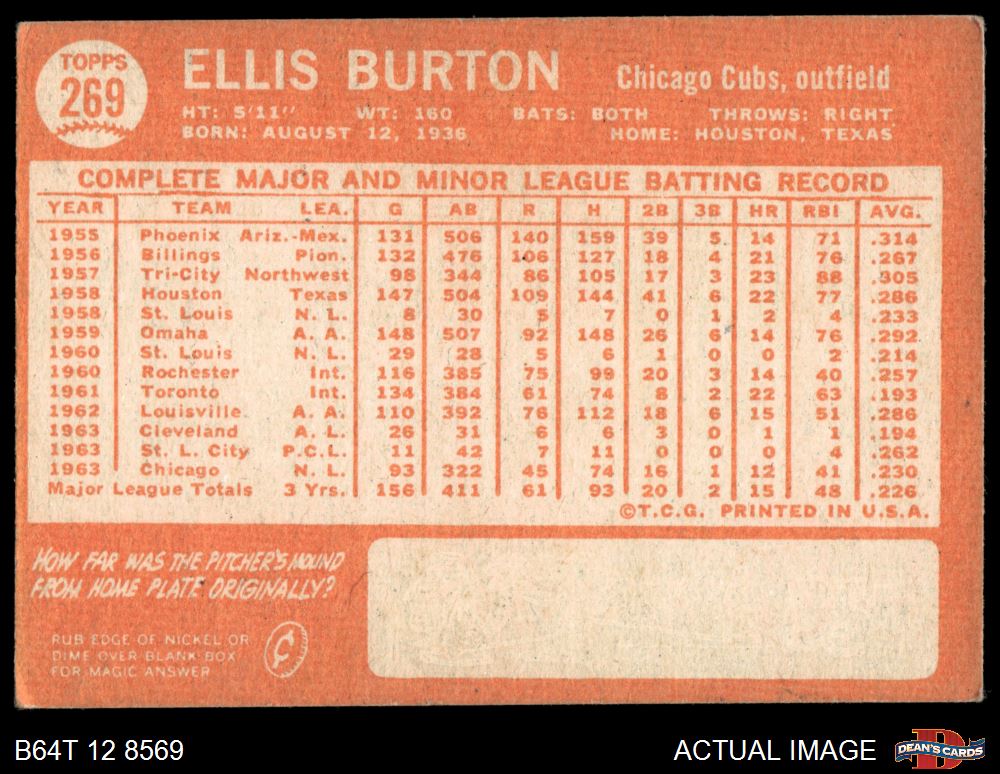 TOPPS
269
ELLIS BURTON
Chicago Cubs, outfield
HT: 5'11" WT: 160 BATS: BOTH THROWS: RIGHT
BORN: AUGUST 12, 1936 HOME: HOUSTON, TEXAS
COMPLETE MAJOR AND MINOR LEAGUE BATTING RECORD
YEAR TEAM LEA. G AB R H 2B 3B HR RBI AVG.
1955 Phoenix Ariz.-Mex. 131 506 140 159 39 5 14 71 .314
1956 Billings Pion. 132 476 106 127 18 4 21 76 .267
1957 Tri-City Northwest 98 344 86 105 17 3 23 88 .305
1958 Houston Texas 147 504 109 144 41 6 22 77 .286
1958 St. Louis N. L. 8 30 5 7 0 1 2 4 .233
1959 Omaha A. A. 148 507 92 148 26 6 14 76 .292
1960 St. Louis N. L. 29 28 5 6 1 0 0 2 .214
1960 Rochester Int. 116 385 75 99 20 3 14 40 .257
1961 Toronto Int. 134 384 61 74 8 2 22 63 .193
1962 Louisville A. A. 110 392 76 112 18 6 15 51 .286
1963 Cleveland A. L. 26 31 6 6 3 0 1 1 .194
1963 St. L. City P.C.L. 11 42 7 11 0 0 0 4 .262
1963 Chicago N. L. 93 322 45 74 16 1 12 41 .230
Major League Totals 3 Yrs. 156 411 61 93 20 2 15 48 .226
©T.C.G. PRINTED IN U.S.A.
HOW FAR WAS THE PITCHER'S MOUND
FROM HOME PLATE ORIGINALLY?
RUB EDGE OF NICKEL OR
DIME OVER BLANK BOX
FOR MAGIC ANSWER
B64T 12 8569
ACTUAL IMAGE
DEAN'S CARDS